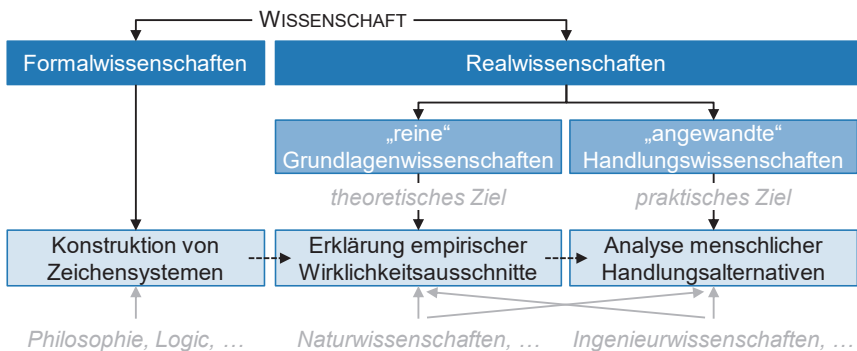 WISSENSCHAFT
Formalwissenschaften
Realwissenschaften
„reine“
Grundlagenwissenschaften
„angewandte“
Handlungswissenschaften
theoretisches Ziel
praktisches Ziel
Konstruktion von
Zeichensystemen
Erklärung empirischer
Wirklichkeitsausschnitte
Analyse menschlicher
Handlungsalternativen
Philosophie, Logic, …
Naturwissenschaften, …
Ingenieurwissenschaften, …